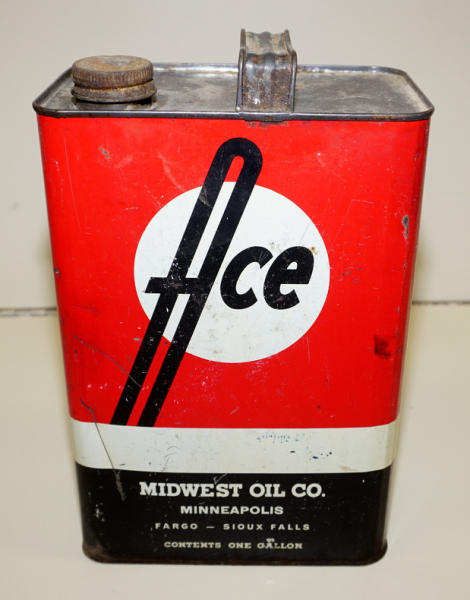 Ace
MIDWEST OIL CO.
MINNEAPOLIS
FARGO — SIOUX FALLS
CONTENTS ONE GALLON